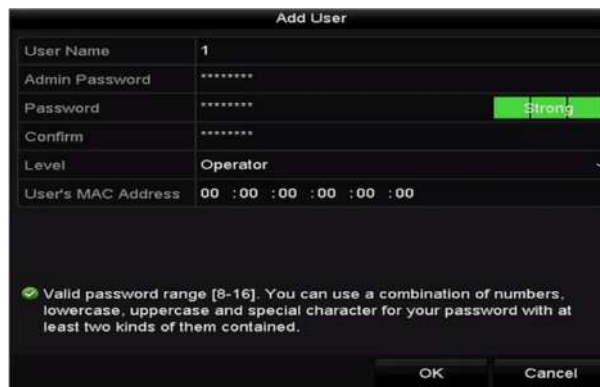 Add User
User Name 1
Admin Password ********
Password ******** Strong
Confirm ********
Level Operator
User's MAC Address 00 :00 :00 :00 :00 :00
Valid password range [8-16]. You can use a combination of numbers,
lowercase, uppercase and special character for your password with at
least two kinds of them contained.
OK Cancel